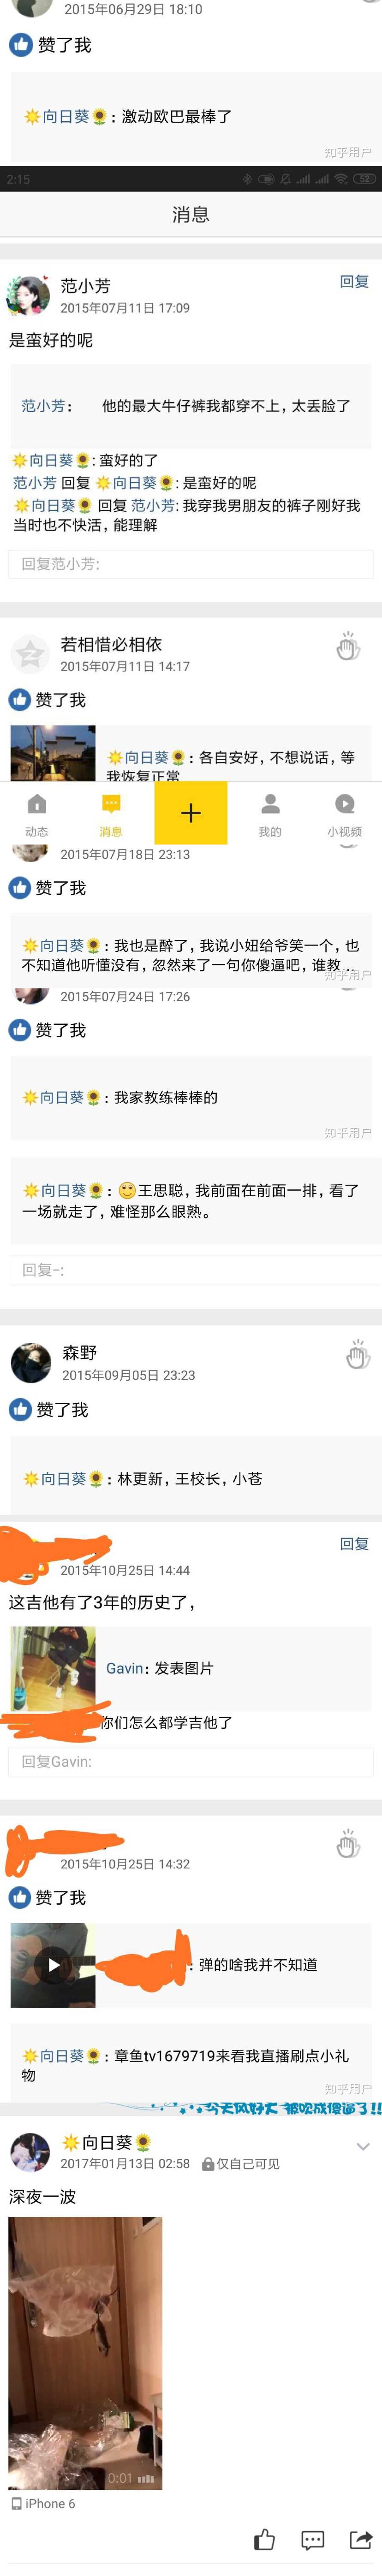 2015年06月29日 18:10
赞了我
☀️向日葵🌻: 激动欧巴最棒了
知乎用户
2:15
52
消息
范小芳
回复
2015年07月11日 17:09
是蛮好的呢
范小芳: 他的最大牛仔裤我都穿不上，太丢脸了
☀️向日葵🌻: 蛮好的了
范小芳 回复 ☀️向日葵🌻: 是蛮好的呢
☀️向日葵🌻 回复 范小芳: 我穿我男朋友的裤子刚好我
当时也不快活，能理解
回复范小芳:
若相惜必相依
2015年07月11日 14:17
赞了我
☀️向日葵🌻: 各自安好，不想说话，等
我恢复正常
动态
消息
我的
小视频
2015年07月18日 23:13
赞了我
☀️向日葵🌻: 我也是醉了，我说小妞给爷笑一个，也
不知道他听懂没有，忽然来了一句你傻逼吧，谁教...
知乎用户
2015年07月24日 17:26
赞了我
☀️向日葵🌻: 我家教练棒棒的
知乎用户
☀️向日葵🌻: 😏王思聪，我前面在前面一排，看了
一场就走了，难怪那么眼熟。
回复-:
森野
2015年09月05日 23:23
赞了我
☀️向日葵🌻: 林更新，王校长，小苍
回复
2015年10月25日 14:44
这吉他有了3年的历史了，
Gavin: 发表图片
你们怎么都学吉他了
回复Gavin:
2015年10月25日 14:32
赞了我
: 弹的啥我并不知道
☀️向日葵🌻: 章鱼tv1679719来看我直播刷点小礼
物
知乎用户
☀️向日葵🌻
2017年01月13日 02:58 仅自己可见
深夜一波
0:01
iPhone 6